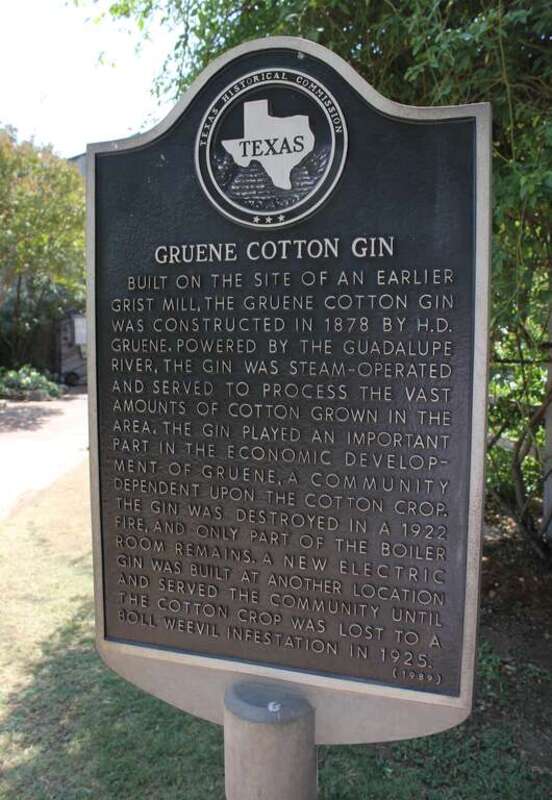 TEXAS HISTORICAL COMMISSION
TEXAS
GRUENE COTTON GIN
BUILT ON THE SITE OF AN EARLIER
GRIST MILL, THE GRUENE COTTON GIN
WAS CONSTRUCTED IN 1878 BY H.D.
GRUENE. POWERED BY THE GUADALUPE
RIVER, THE GIN WAS STEAM-OPERATED
AND SERVED TO PROCESS THE VAST
AMOUNTS OF COTTON GROWN IN THE
AREA. THE GIN PLAYED AN IMPORTANT
PART IN THE ECONOMIC DEVELOP-
MENT OF GRUENE, A COMMUNITY
DEPENDENT UPON THE COTTON CROP.
THE GIN WAS DESTROYED IN A 1922
FIRE, AND ONLY PART OF THE BOILER
ROOM REMAINS. A NEW ELECTRIC
GIN WAS BUILT AT ANOTHER LOCATION
AND SERVED THE COMMUNITY UNTIL
THE COTTON CROP WAS LOST TO A
BOLL WEEVIL INFESTATION IN 1925.
(1989)